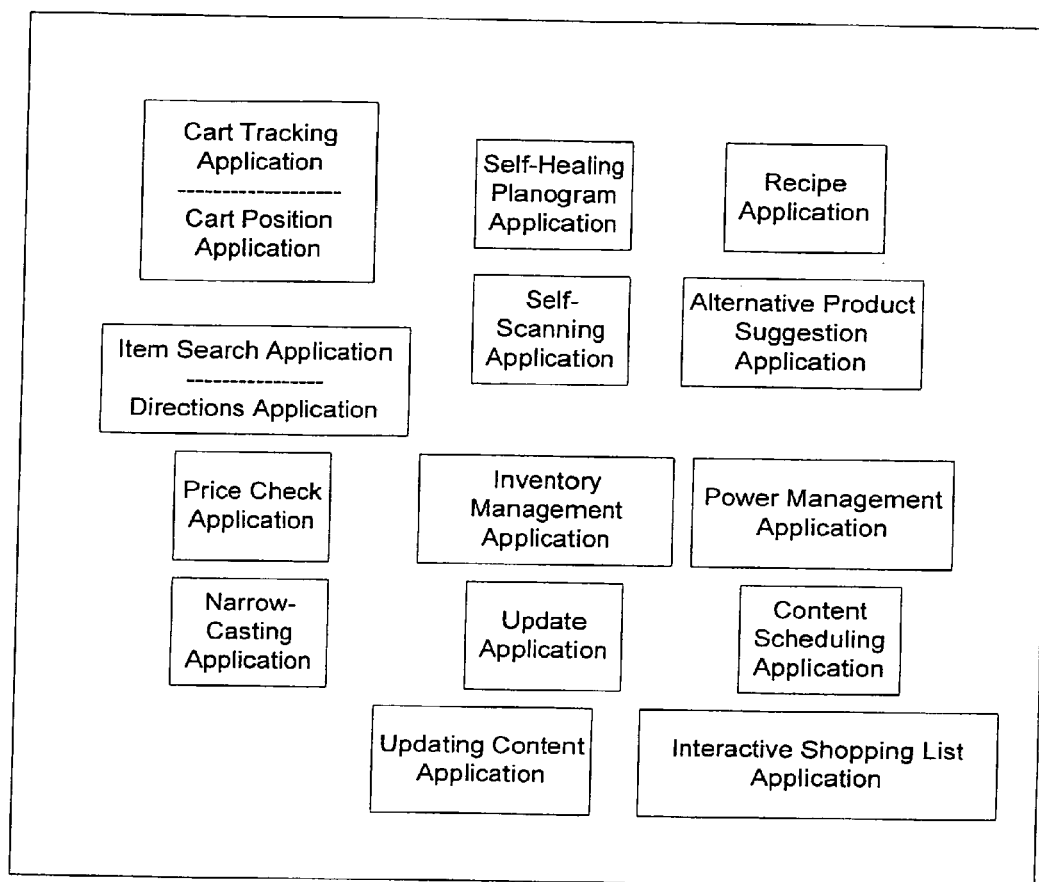 Cart Tracking
Application
--------------------
Cart Position
Application
Self-Healing
Planogram
Application
Recipe
Application
Self-
Scanning
Application
Alternative Product
Suggestion
Application
Item Search Application
----------------
Directions Application
Price Check
Application
Inventory
Management
Application
Power Management
Application
Narrow-
Casting
Application
Update
Application
Content
Scheduling
Application
Updating Content
Application
Interactive Shopping List
Application